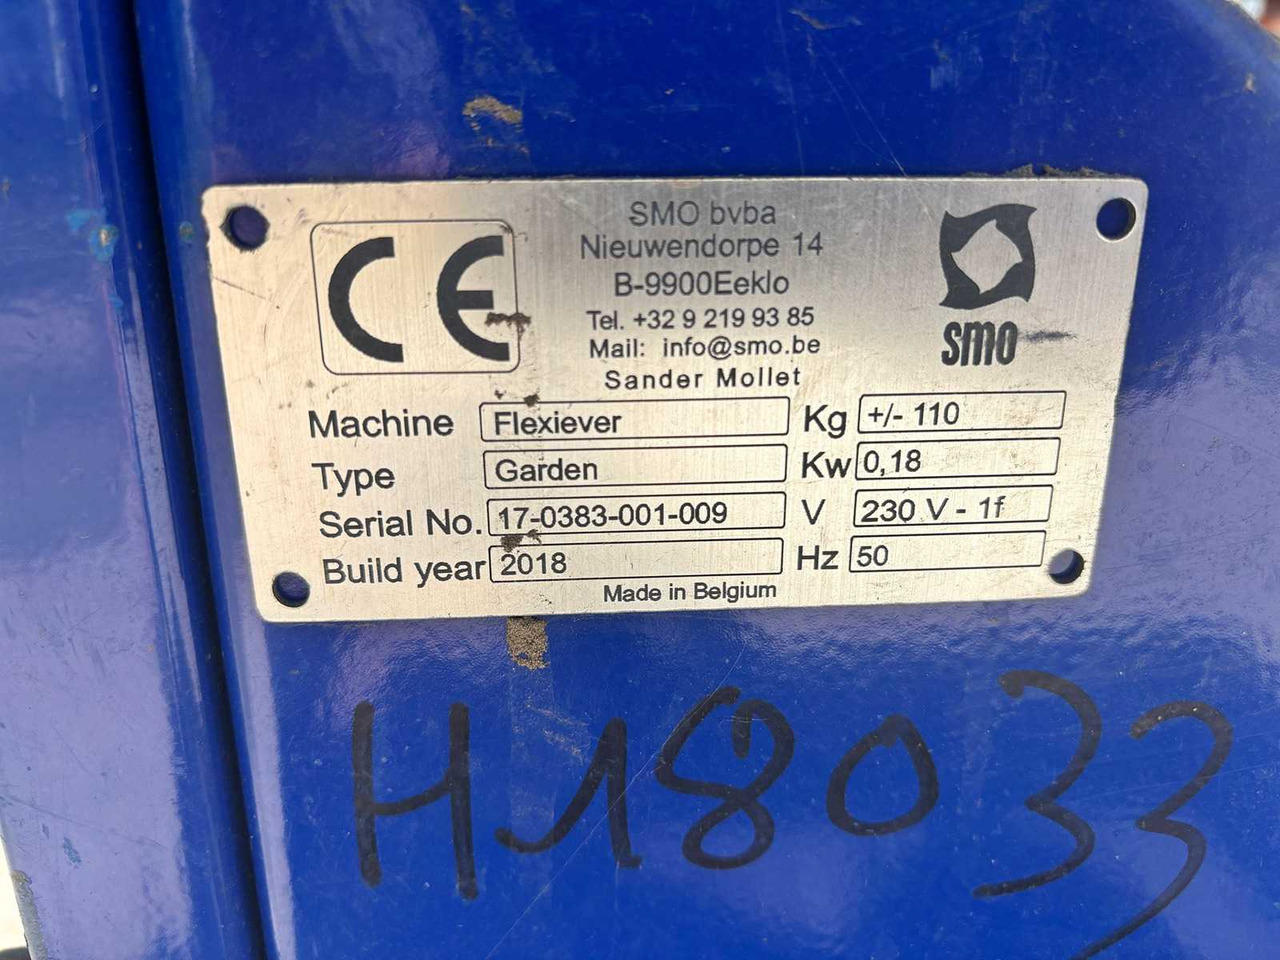 CE
SMO bvba
Nieuwendorpe 14
B-9900Eeklo
Tel. +32 9 219 93 85
Mail: info@smo.be
Sander Mollet
smo
Machine Flexiever Kg +/- 110
Type Garden Kw 0,18
Serial No. 17-0383-001-009 V 230 V - 1f
Build year 2018 Hz 50
Made in Belgium
H18033